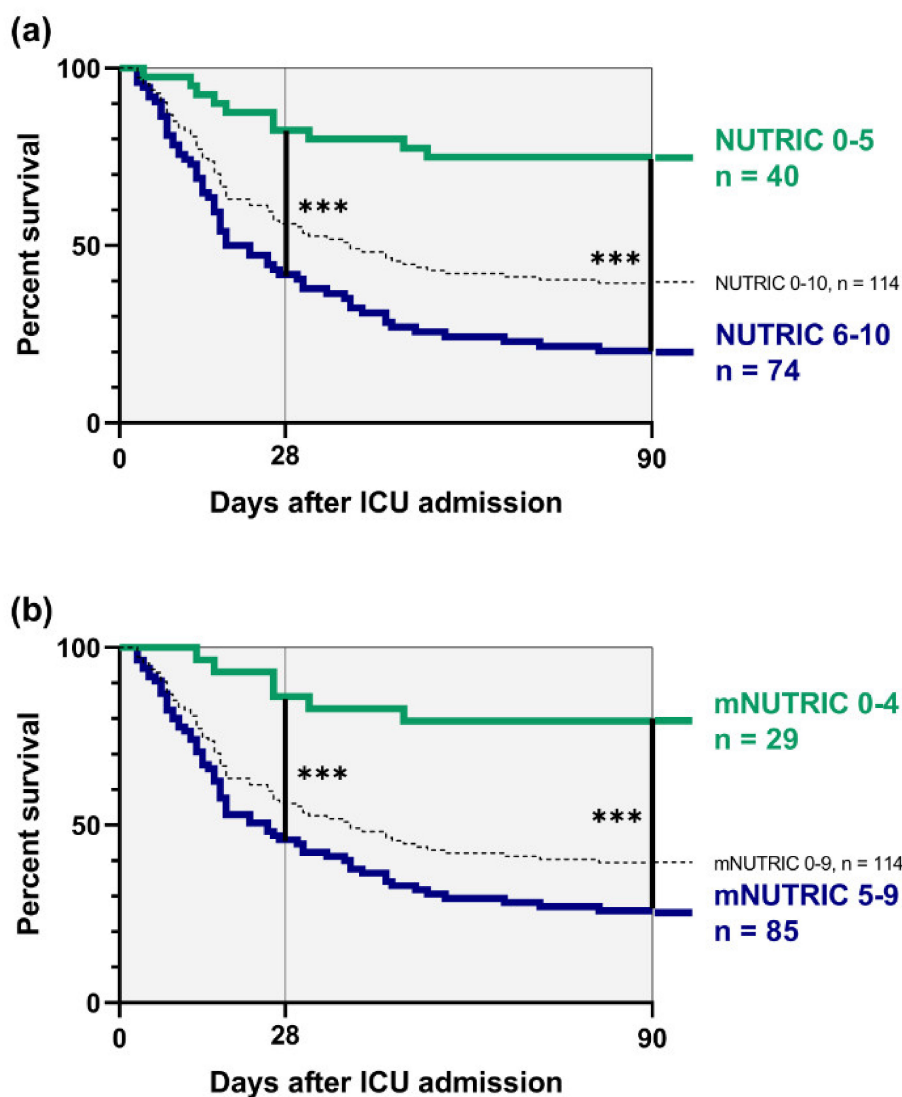 (a)
100
50
0
Percent survival
0
28
90
Days after ICU admission
***
***
NUTRIC 0-5
n = 40
NUTRIC 0-10, n = 114
NUTRIC 6-10
n = 74
(b)
100
50
0
Percent survival
0
28
90
Days after ICU admission
***
***
mNUTRIC 0-4
n = 29
mNUTRIC 0-9, n = 114
mNUTRIC 5-9
n = 85